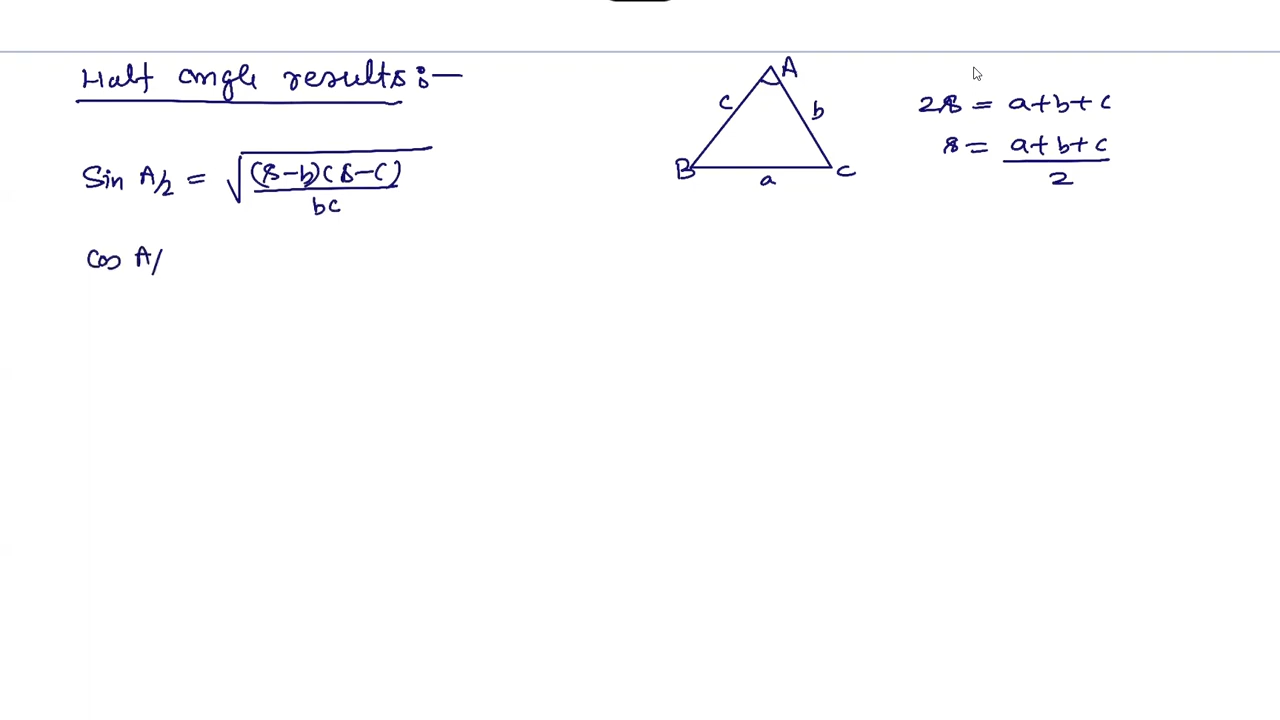 Half angle results:-
Sin A/2 = √((s-b)(s-c)/bc)
cos A/
A
c
b
B
a
C
2s = a+b+c
s = (a+b+c)/2